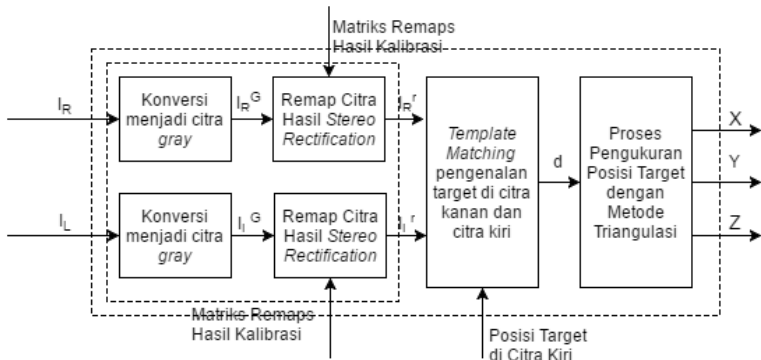 Matriks Remaps
Hasil Kalibrasi
I_R
Konversi
menjadi citra
gray
I_R^G
Remap Citra
Hasil Stereo
Rectification
I_R^r
Template
Matching
pengenalan
target di citra
kanan dan
citra kiri
d
Proses
Pengukuran
Posisi Target
dengan
Metode
Triangulasi
X
Y
Z
I_L
Konversi
menjadi citra
gray
I_l^G
Remap Citra
Hasil Stereo
Rectification
I_l^r
Matriks Remaps
Hasil Kalibrasi
Posisi Target
di Citra Kiri